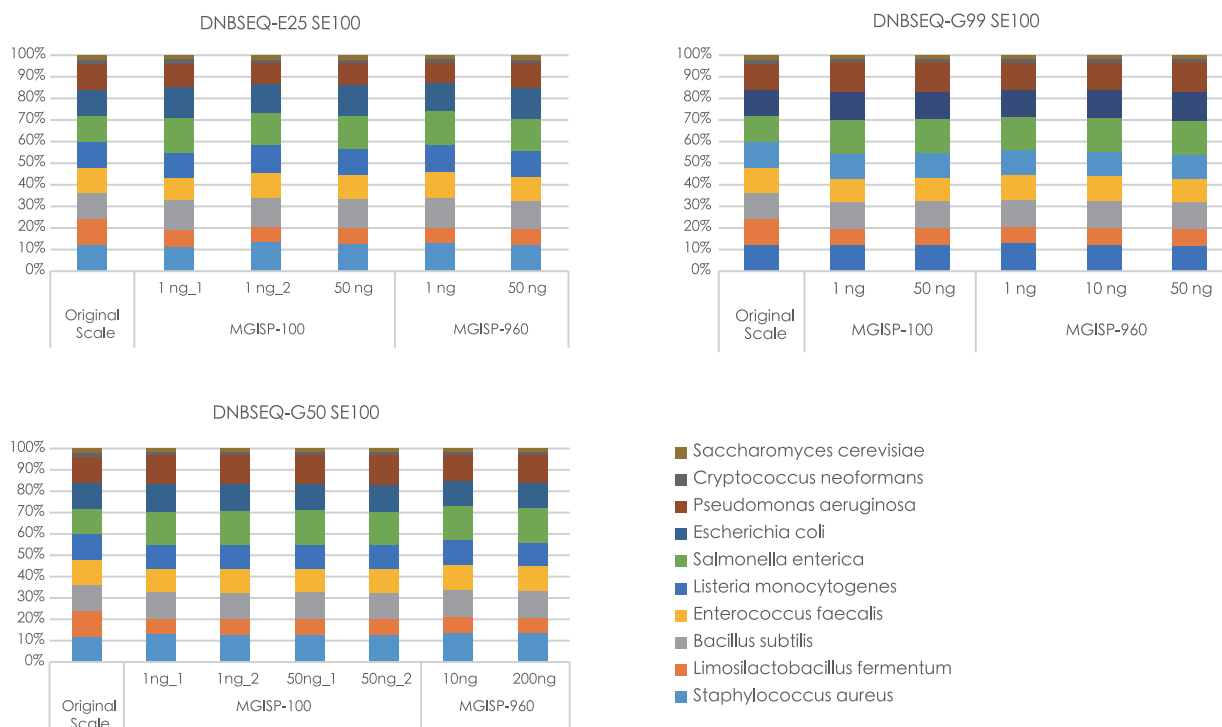 DNBSEQ-E25 SE100
100%
90%
80%
70%
60%
50%
40%
30%
20%
10%
0%
1 ng_1
1 ng_2
50 ng
1 ng
50 ng
Original
Scale
MGISP-100
MGISP-960
DNBSEQ-G99 SE100
100%
90%
80%
70%
60%
50%
40%
30%
20%
10%
0%
1 ng
50 ng
1 ng
10 ng
50 ng
Original
Scale
MGISP-100
MGISP-960
DNBSEQ-G50 SE100
100%
90%
80%
70%
60%
50%
40%
30%
20%
10%
0%
1ng_1
1ng_2
50ng_1
50ng_2
10ng
200ng
Original
Scale
MGISP-100
MGISP-960
Saccharomyces cerevisiae
Cryptococcus neoformans
Pseudomonas aeruginosa
Escherichia coli
Salmonella enterica
Listeria monocytogenes
Enterococcus faecalis
Bacillus subtilis
Limosilactobacillus fermentum
Staphylococcus aureus